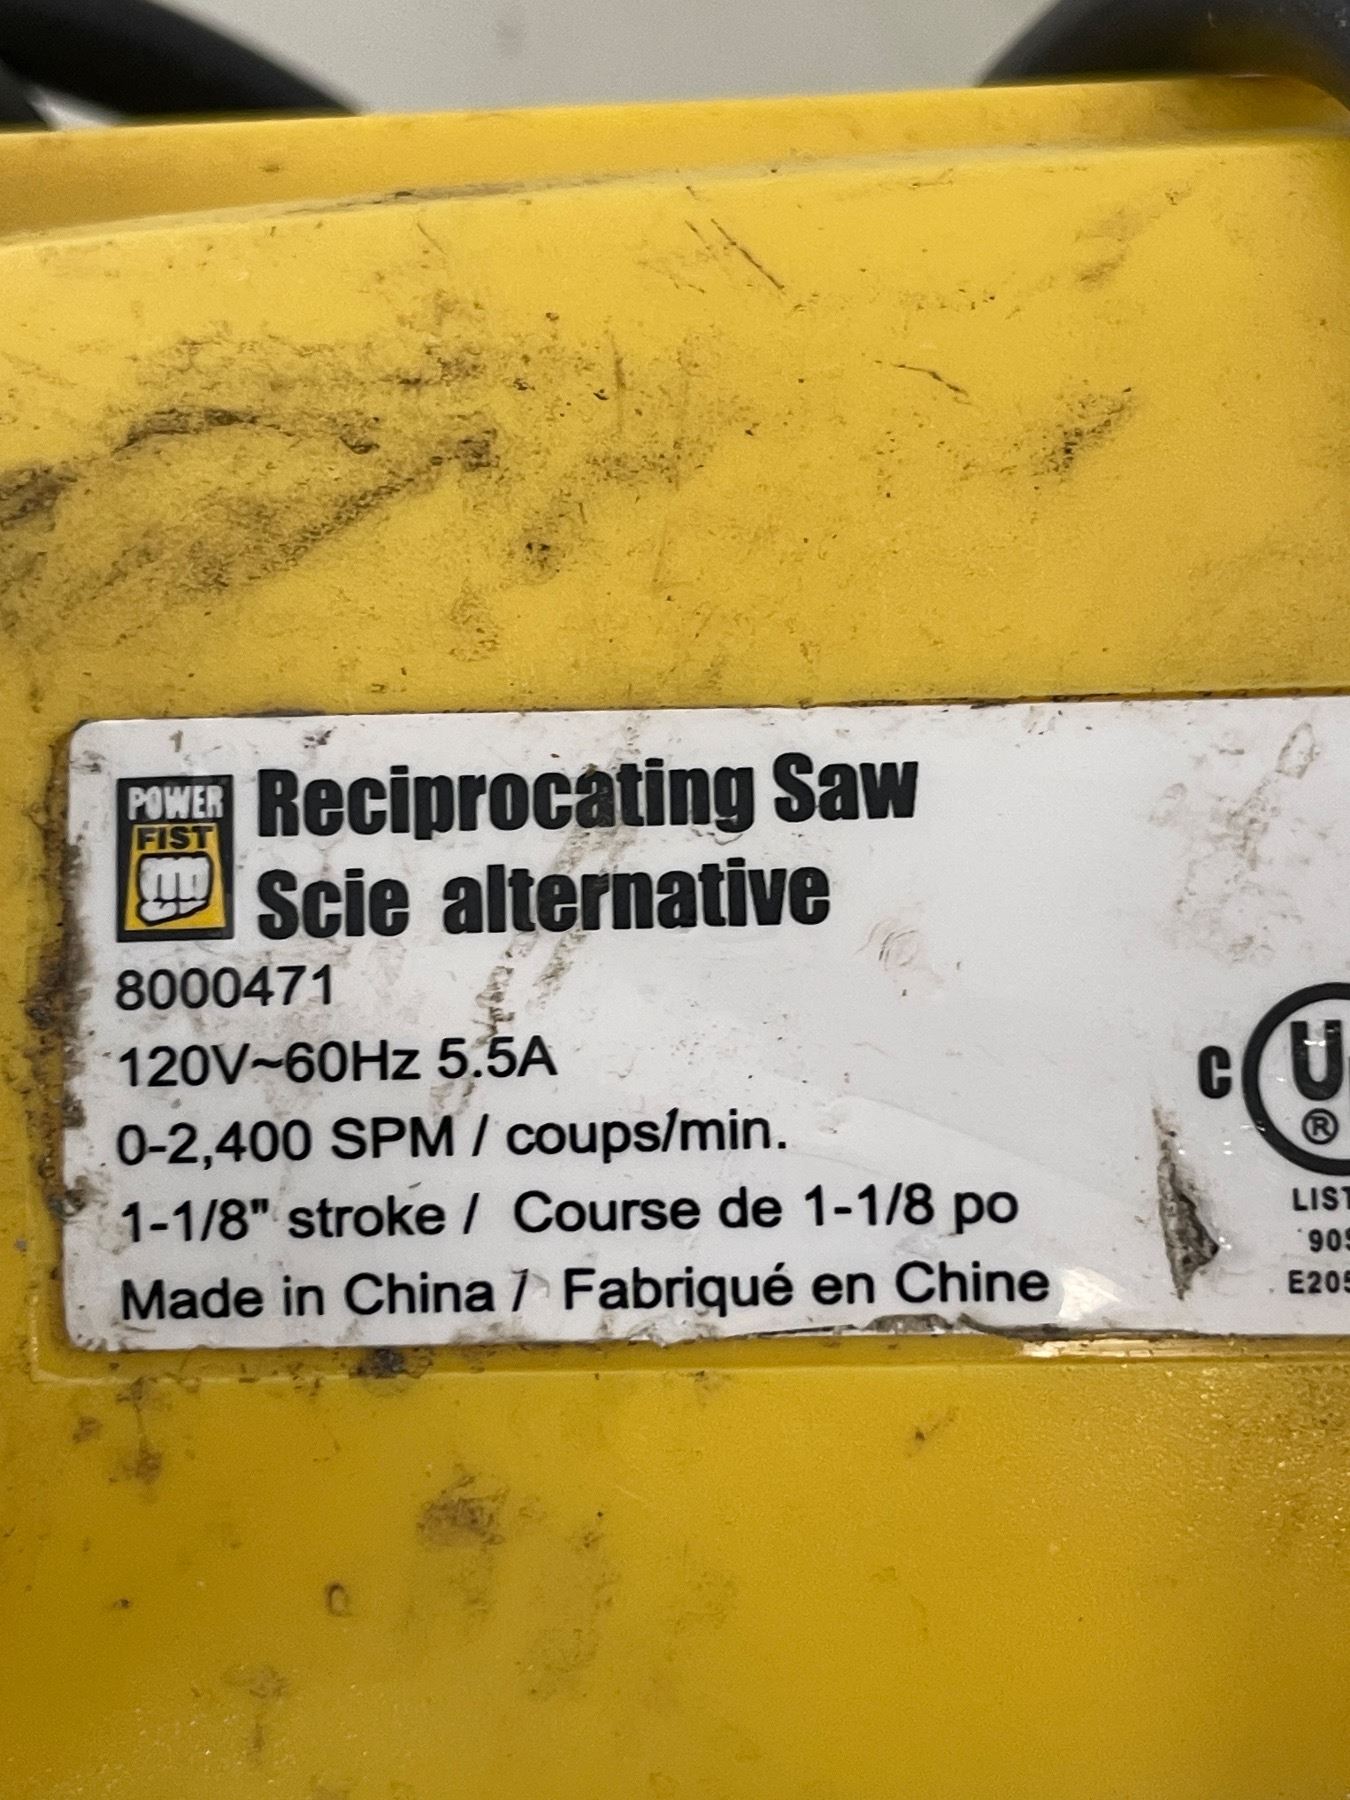 POWER
FIST
Reciprocating Saw
Scie alternative
8000471
120V~60Hz 5.5A
0-2,400 SPM / coups/min.
1-1/8" stroke / Course de 1-1/8 po
Made in China / Fabriqué en Chine
C U
®